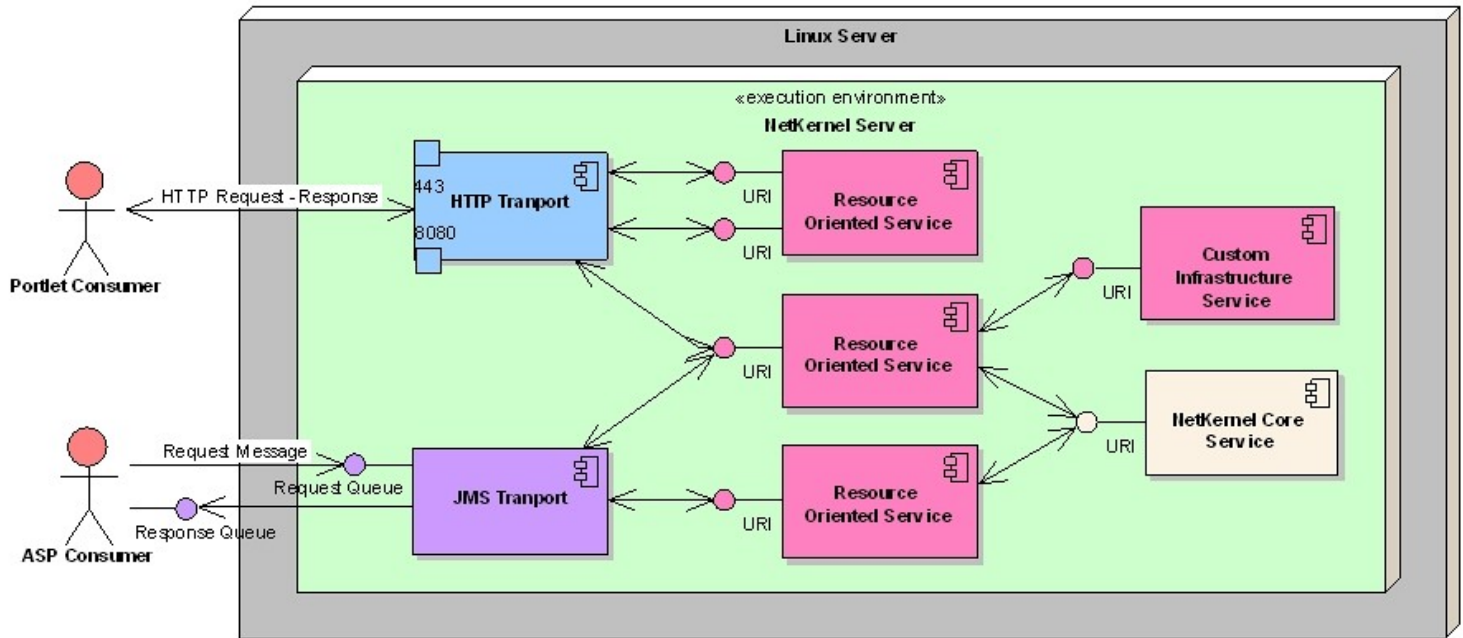 Linux Server
«execution environment»
NetKernel Server
443
HTTP Tranport
8080
HTTP Request - Response
Portlet Consumer
URI
URI
Resource
Oriented Service
Custom
Infrastructure
Service
URI
Resource
Oriented Service
URI
NetKernel Core
Service
URI
Request Message
Request Queue
Response Queue
ASP Consumer
JMS Tranport
URI
Resource
Oriented Service